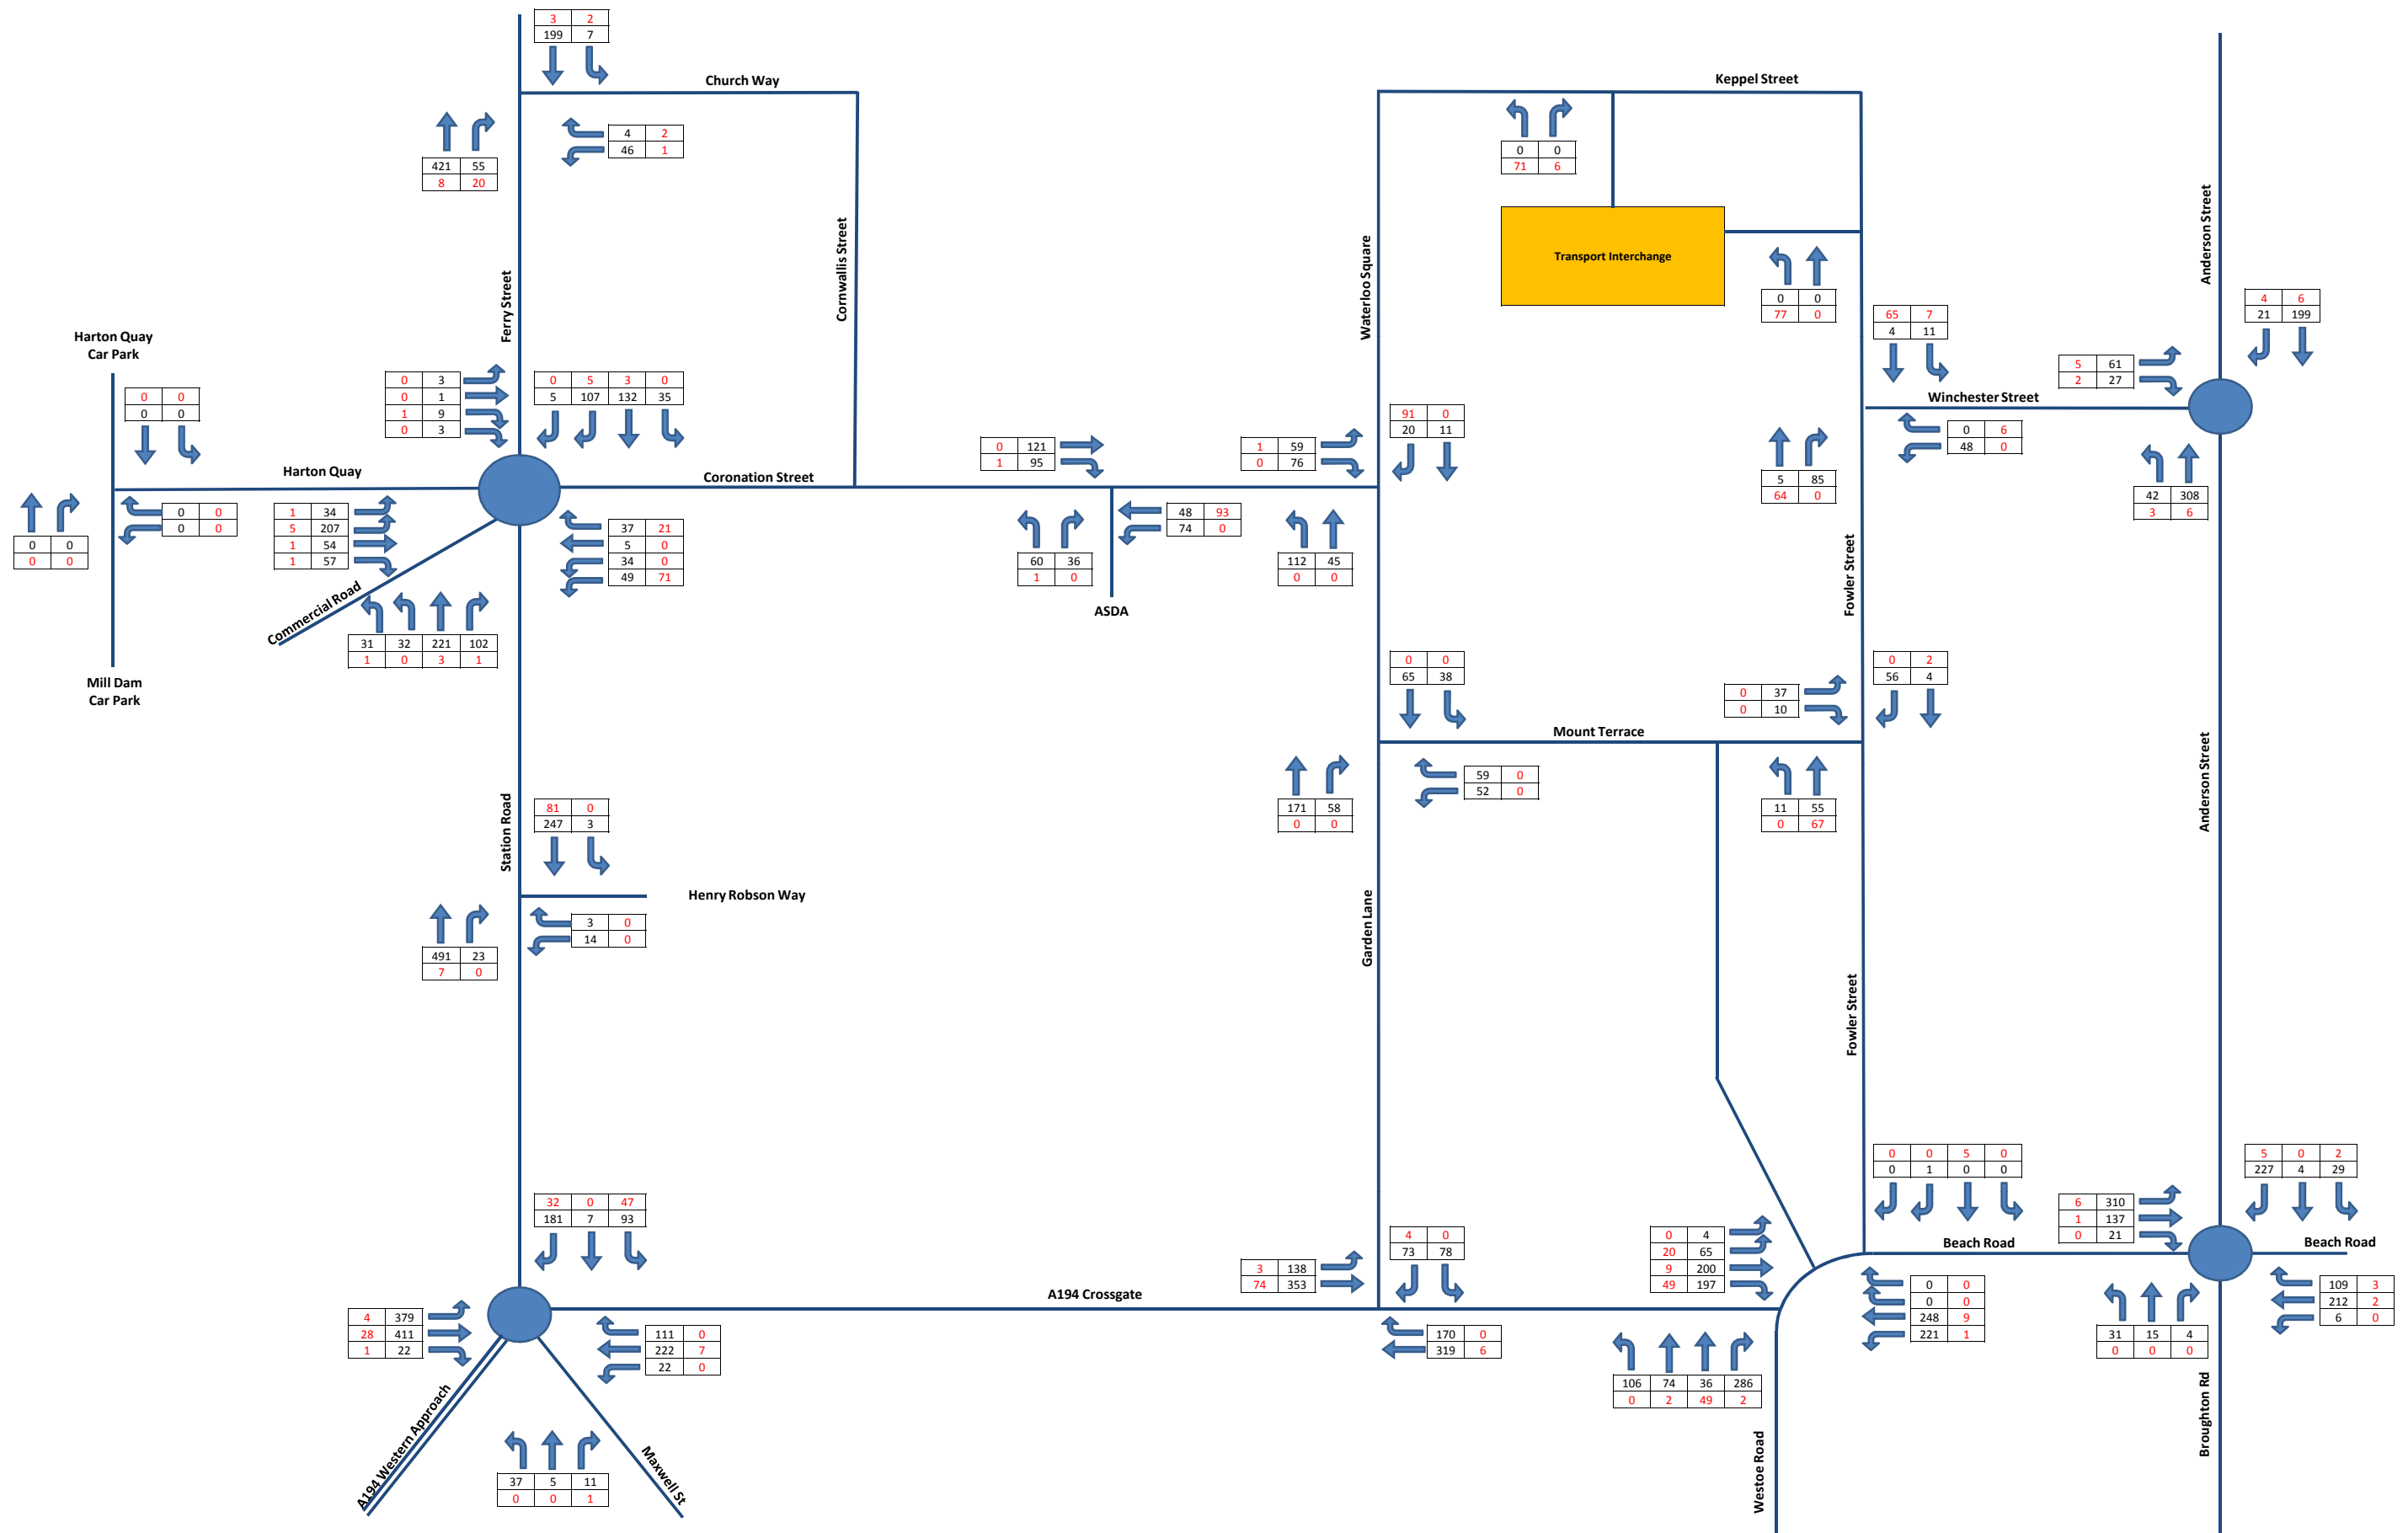 3 2
199 7
Church Way
Keppel Street
421 55
8 20
4 2
46 1
0 0
71 6
Cornwallis Street
Ferry Street
Waterloo Square
Transport Interchange
Anderson Street
0 0
77 0
65 7
4 11
4 6
21 199
Harton Quay
Car Park
0 0
0 0
0 3
0 1
1 9
0 3
0 5 3 0
5 107 132 35
5 61
2 27
Winchester Street
0 121
1 95
1 59
0 76
91 0
20 11
0 6
48 0
5 85
64 0
42 308
3 6
Harton Quay
Coronation Street
0 0
0 0
0 0
0 0
1 34
5 207
1 54
1 57
37 21
5 0
34 0
49 71
48 93
74 0
60 36
1 0
112 45
0 0
Fowler Street
Commercial Road
ASDA
31 32 221 102
1 0 3 1
Mill Dam
Car Park
0 0
65 38
0 37
0 10
0 2
56 4
Mount Terrace
59 0
52 0
171 58
0 0
11 55
0 67
Anderson Street
Station Road
81 0
247 3
Henry Robson Way
3 0
14 0
491 23
7 0
Garden Lane
Fowler Street
32 0 47
181 7 93
0 0 5 0
0 1 0 0
5 0 2
227 4 29
6 310
1 137
0 21
4 0
73 78
3 138
74 353
0 4
20 65
9 200
49 197
Beach Road
Beach Road
A194 Crossgate
4 379
28 411
1 22
111 0
222 7
22 0
170 0
319 6
0 0
0 0
248 9
221 1
109 3
212 2
6 0
31 15 4
0 0 0
106 74 36 286
0 2 49 2
A194 Western Approach
Maxwell St
Westoe Road
Broughton Rd
37 5 11
0 0 1